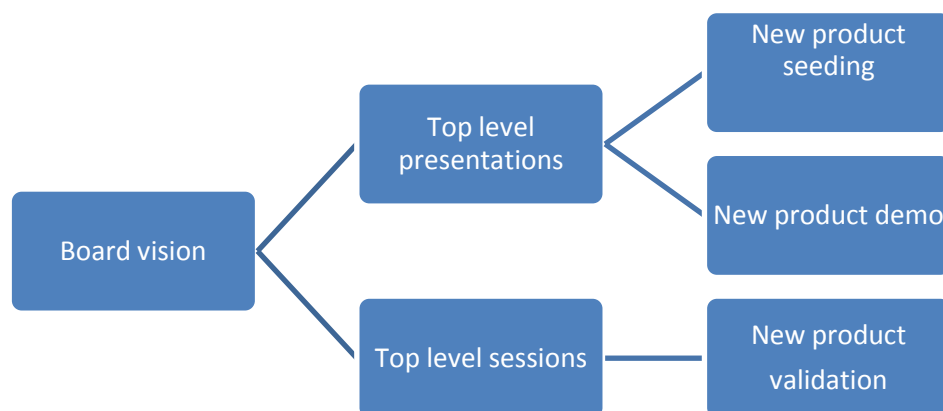 Board vision
Top level
presentations
Top level sessions
New product
seeding
New product demo
New product
validation